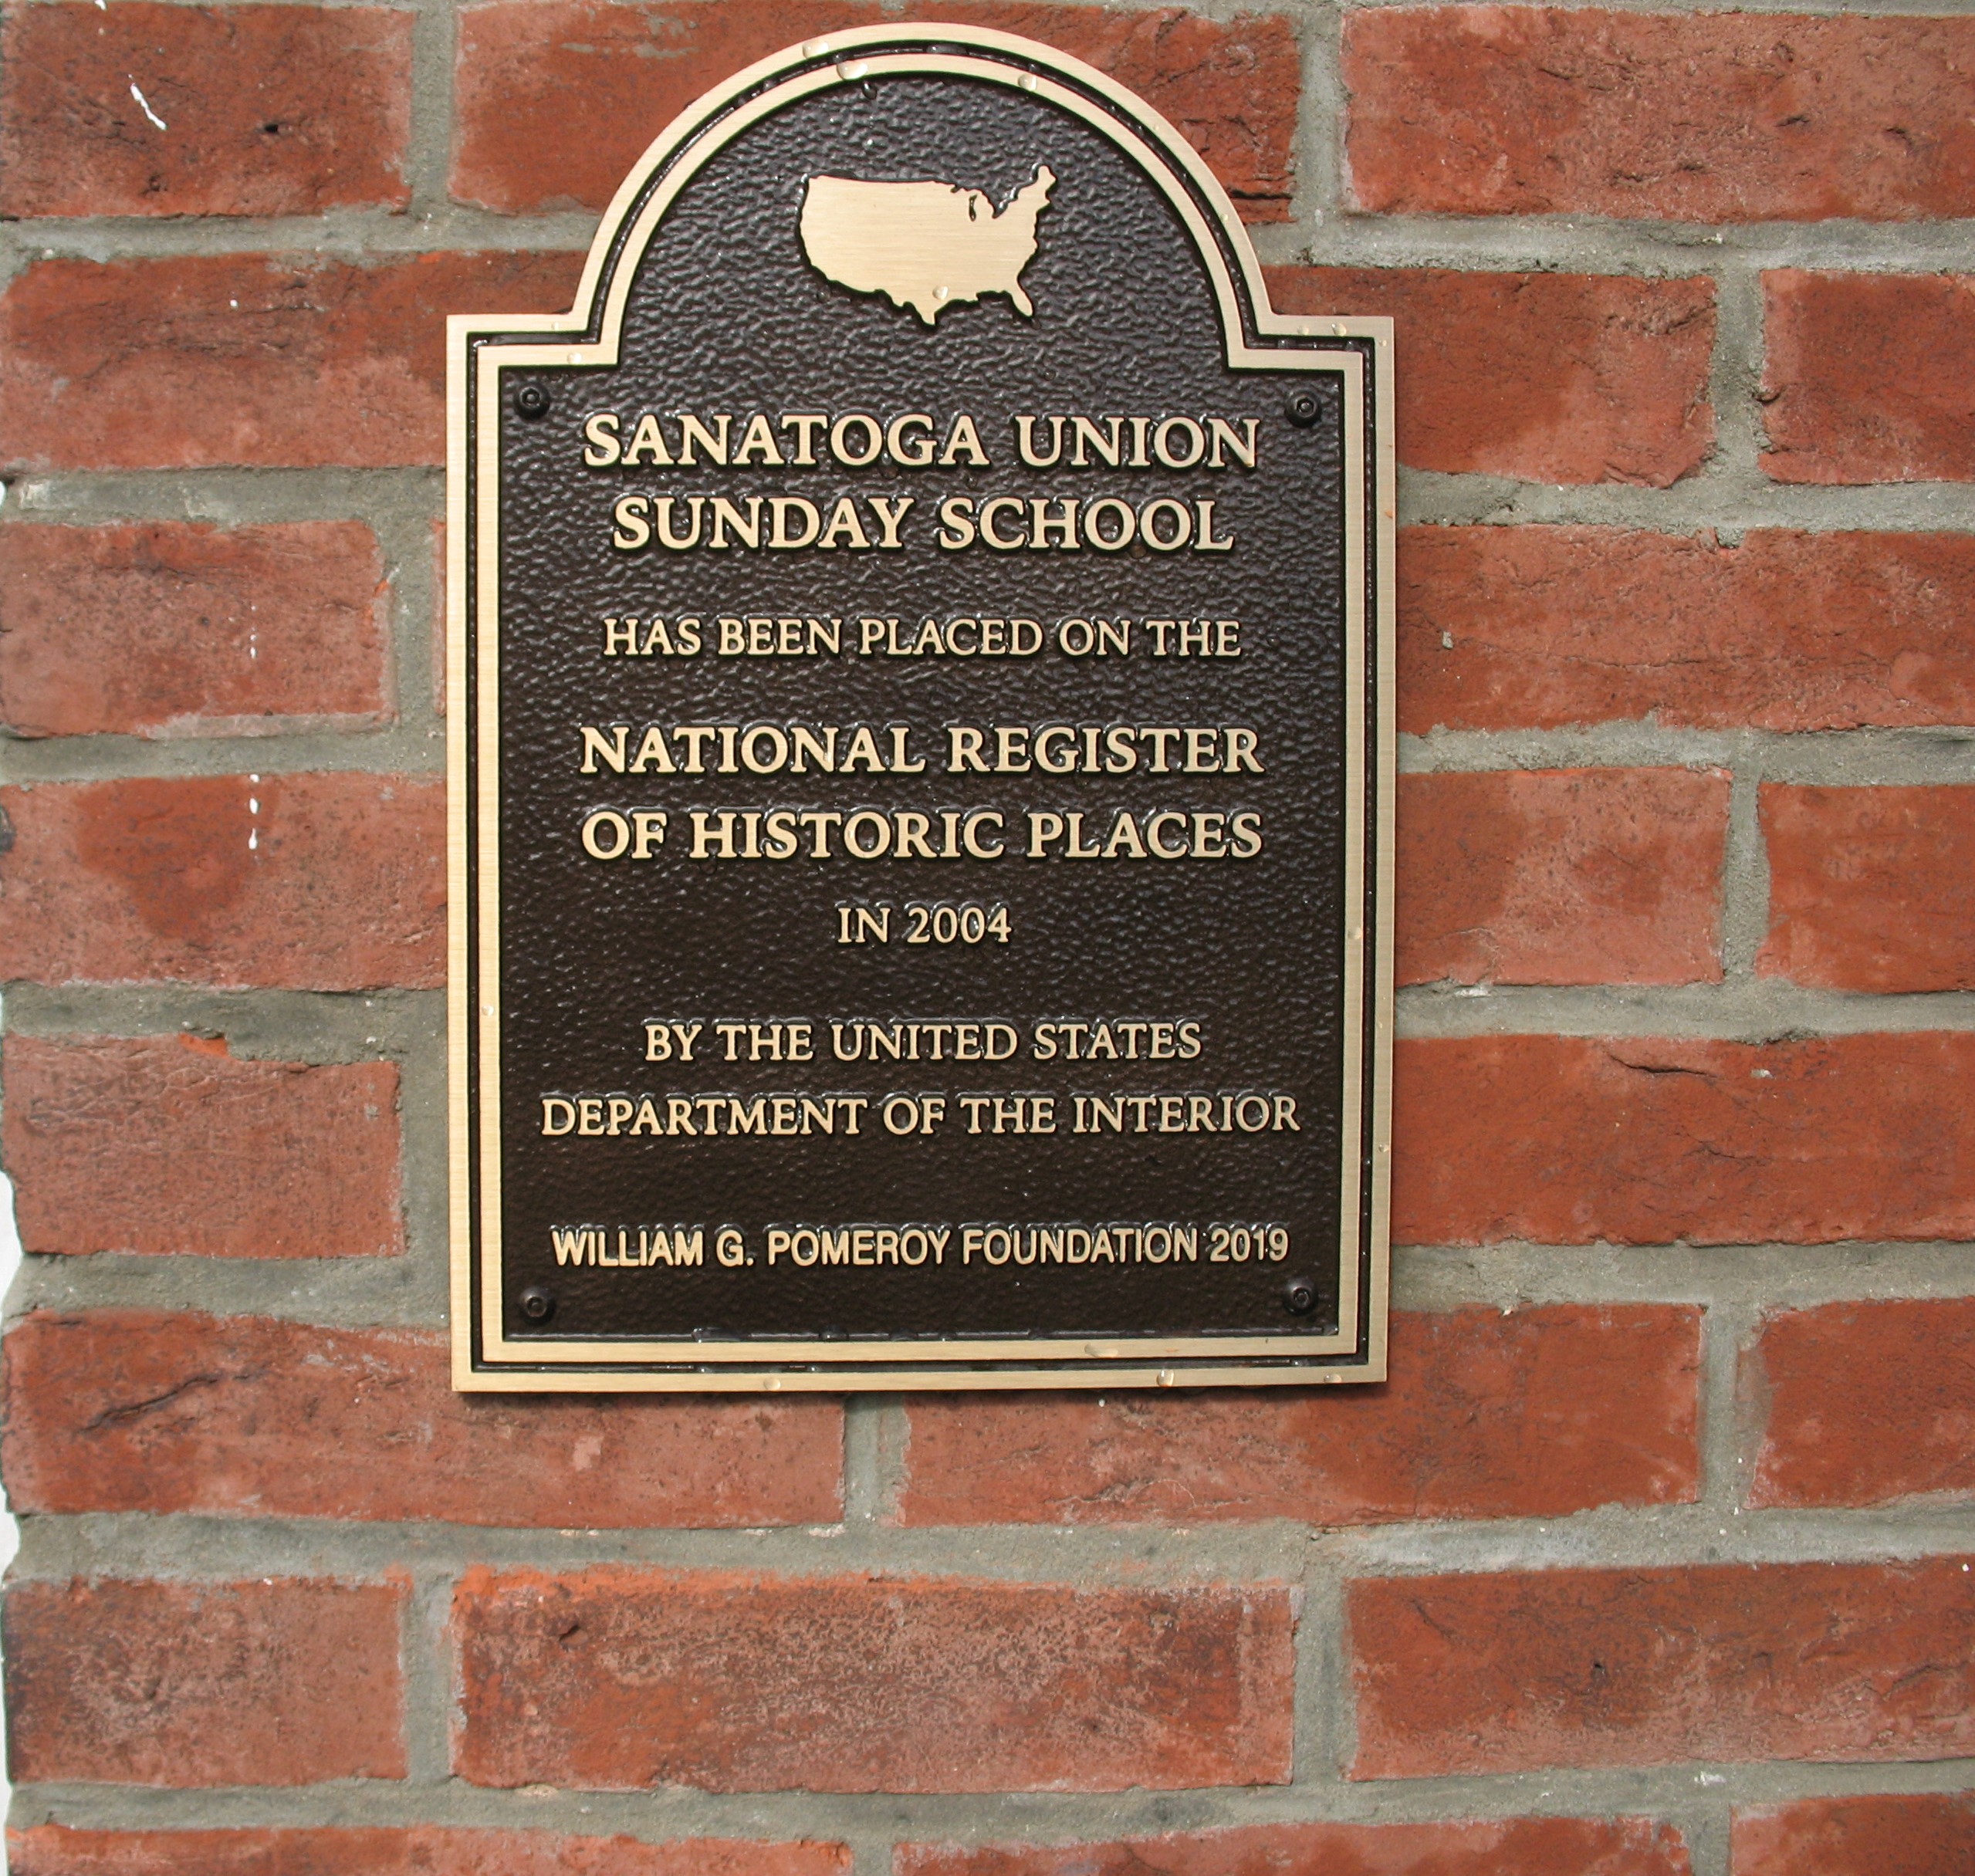 SANATOGA UNION
SUNDAY SCHOOL
HAS BEEN PLACED ON THE
NATIONAL REGISTER
OF HISTORIC PLACES
IN 2004
BY THE UNITED STATES
DEPARTMENT OF THE INTERIOR
WILLIAM G. POMEROY FOUNDATION 2019